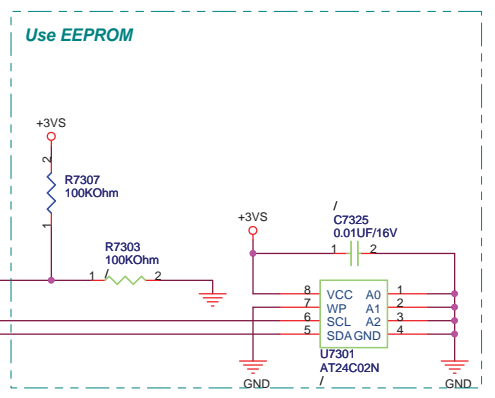 Use EEPROM
+3VS
2
R7307
100KOhm
1
R7303
100KOhm
/
1
2
+3VS
/
C7325
0.01UF/16V
1
2
8 VCC A0 1
7 WP A1 2
6 SCL A2 3
5 SDA GND 4
U7301
AT24C02N
/
GND
GND